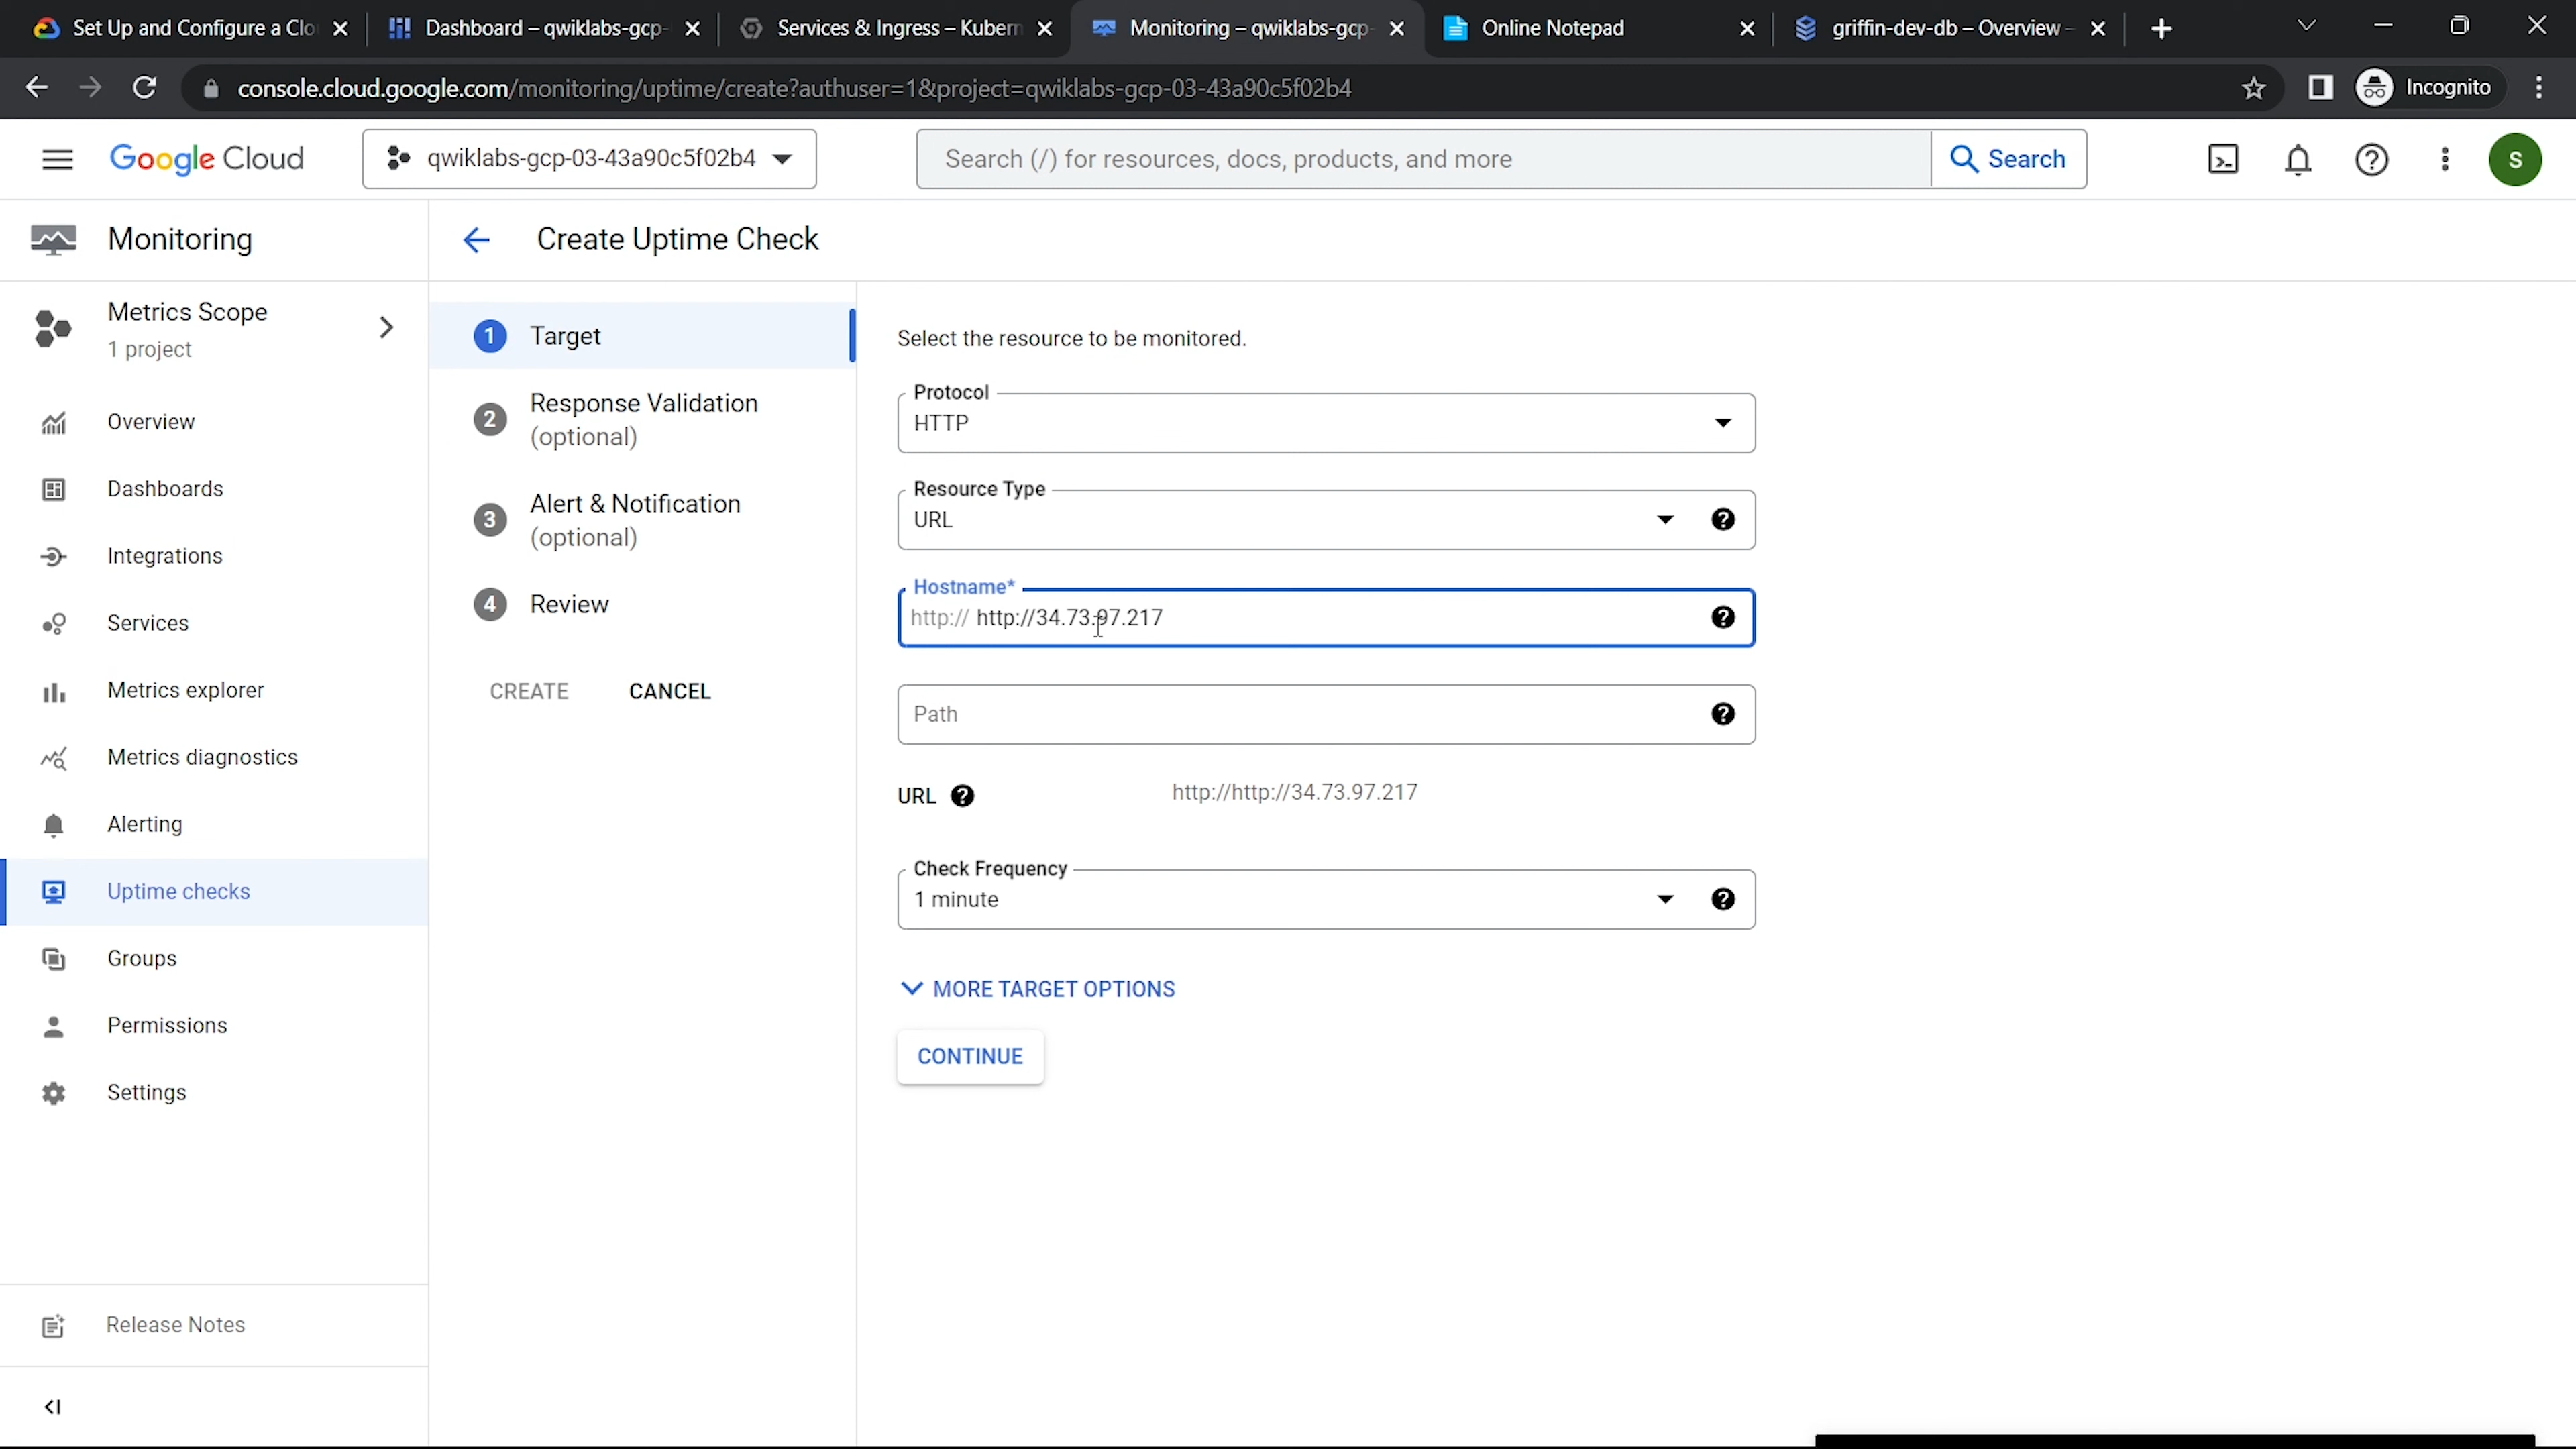 Set Up and Configure a Clo
Dashboard – qwiklabs-gcp-
Services & Ingress – Kubern
Monitoring – qwiklabs-gcp-
Online Notepad
griffin-dev-db – Overview –
console.cloud.google.com/monitoring/uptime/create?authuser=1&project=qwiklabs-gcp-03-43a90c5f02b4
Incognito
Google Cloud
qwiklabs-gcp-03-43a90c5f02b4
Search (/) for resources, docs, products, and more
Search
S
Monitoring
Create Uptime Check
Metrics Scope
1 project
Overview
Dashboards
Integrations
Services
Metrics explorer
Metrics diagnostics
Alerting
Uptime checks
Groups
Permissions
Settings
Release Notes
1 Target
2 Response Validation
(optional)
3 Alert & Notification
(optional)
4 Review
CREATE
CANCEL
Select the resource to be monitored.
Protocol
HTTP
Resource Type
URL
Hostname*
http:// http://34.73.97.217
Path
URL
http://http://34.73.97.217
Check Frequency
1 minute
MORE TARGET OPTIONS
CONTINUE